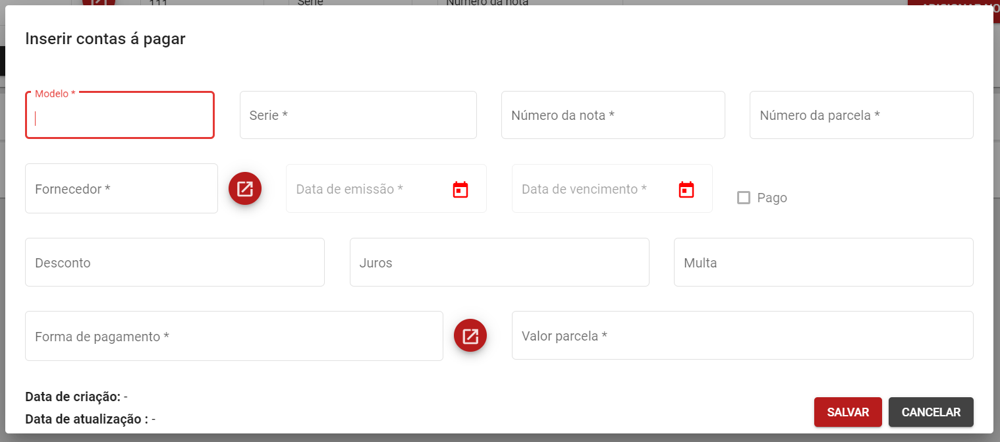 111 Serie Número da nota
Inserir contas á pagar
Modelo *
Serie * Número da nota * Número da parcela *
Fornecedor * Data de emissão * Data de vencimento * Pago
Desconto Juros Multa
Forma de pagamento * Valor parcela *
Data de criação: -
Data de atualização : -
SALVAR CANCELAR